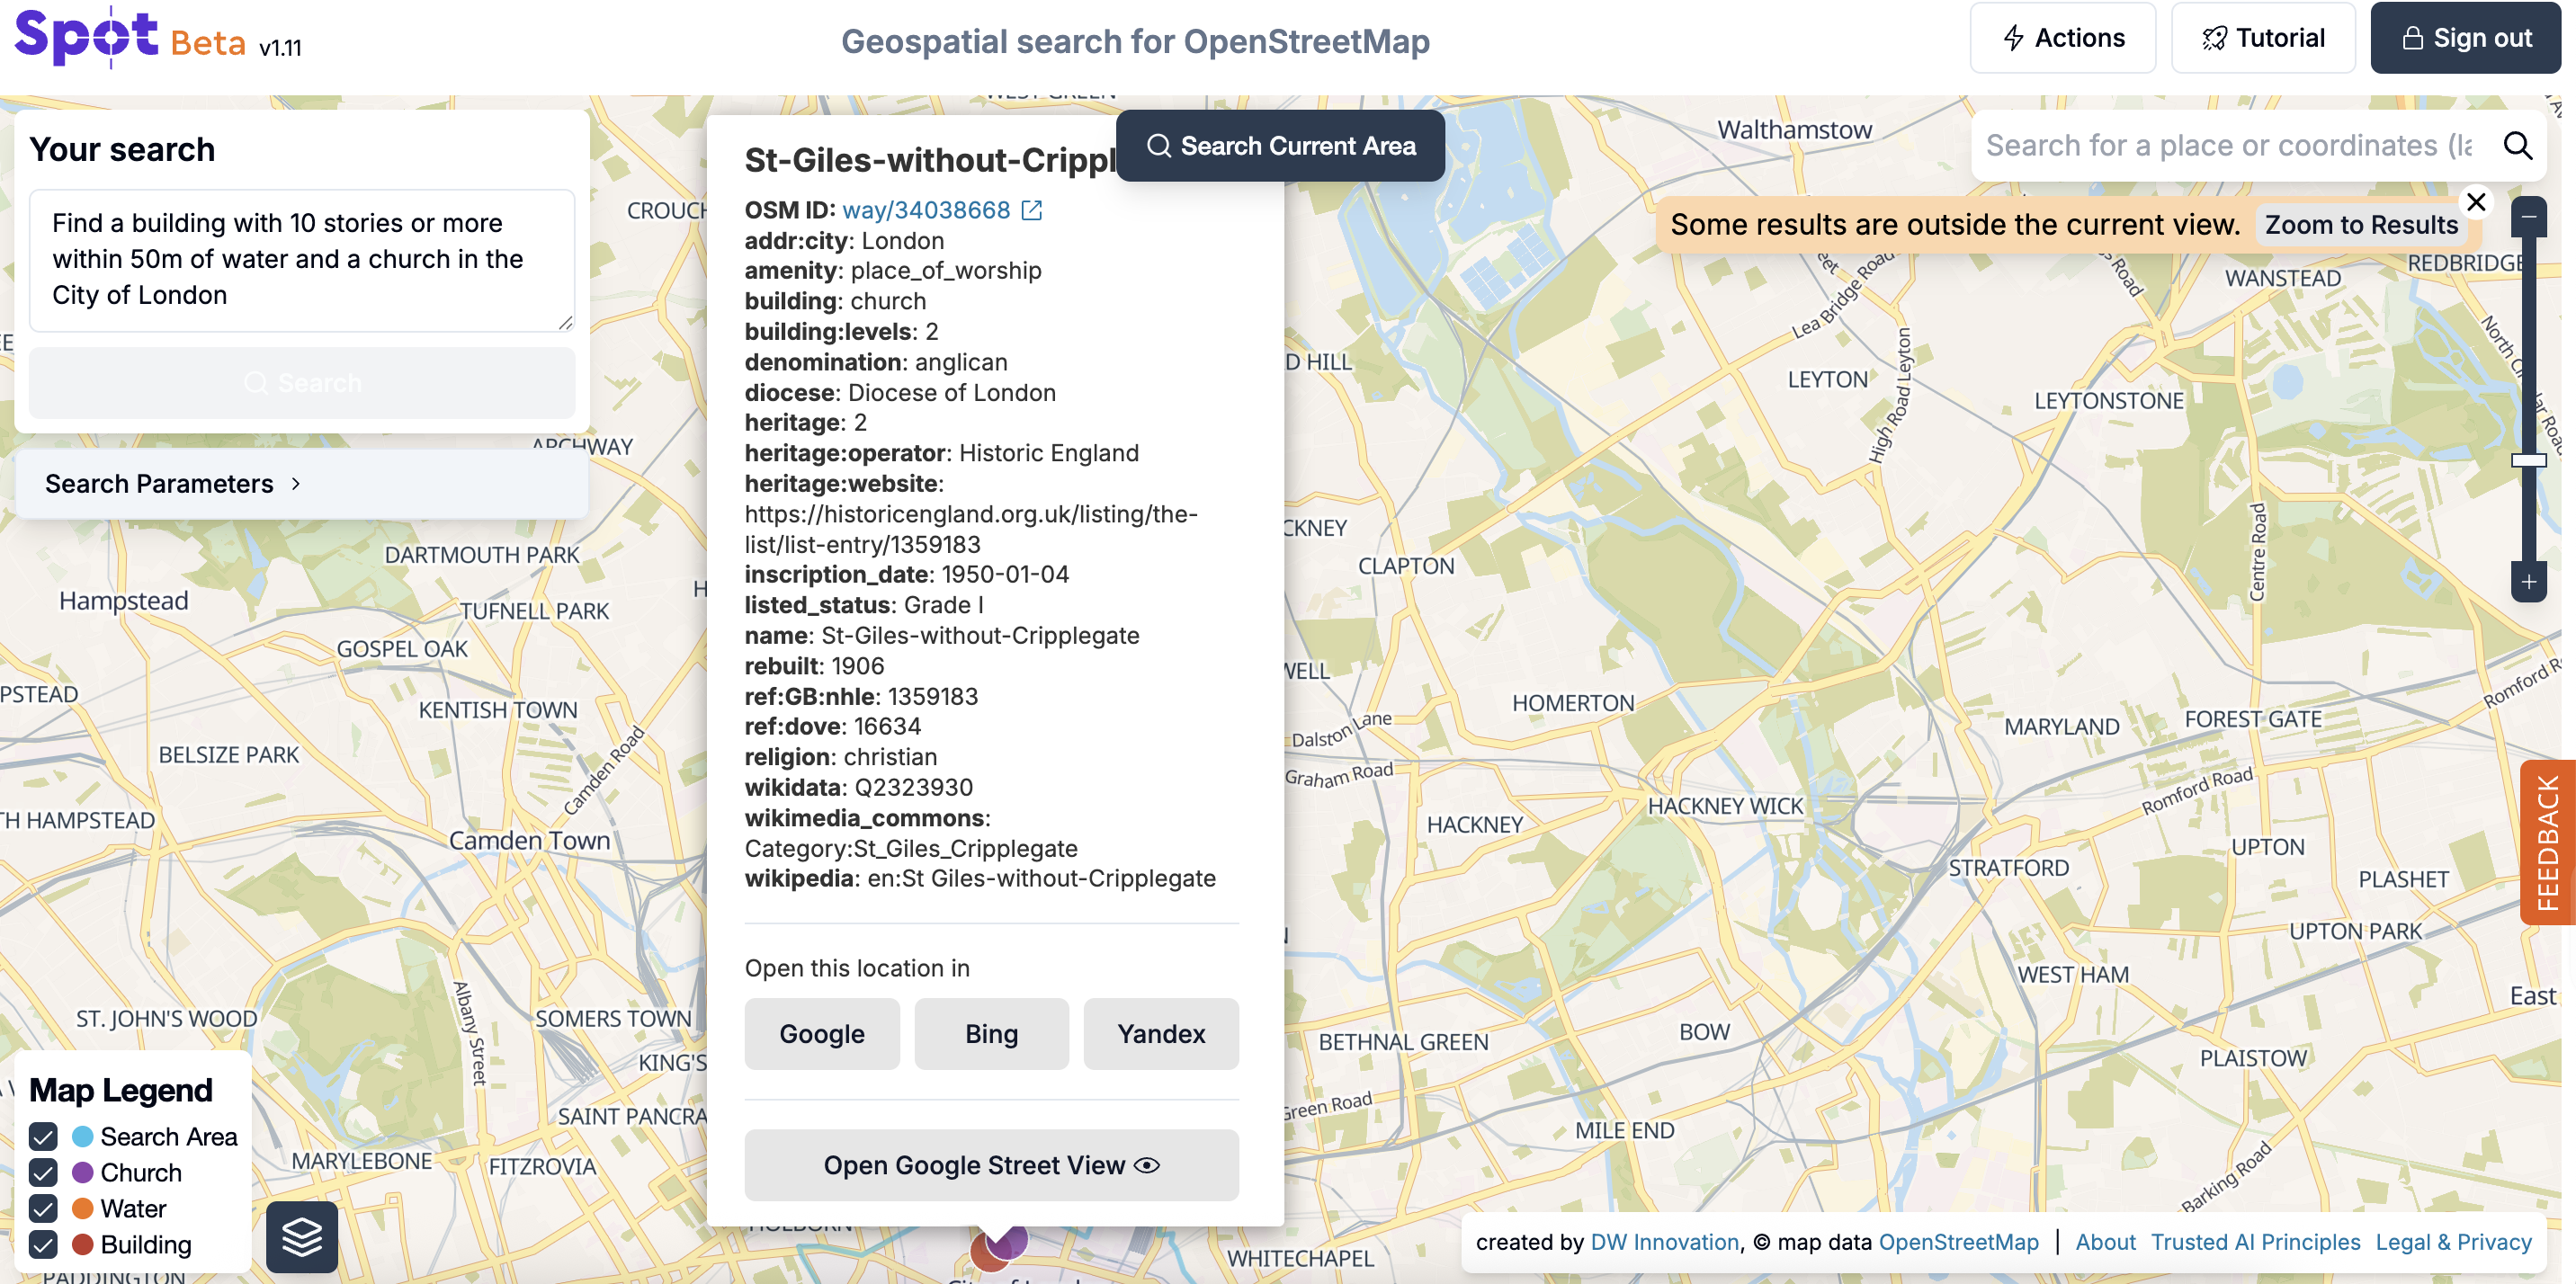 Spot Beta v1.11
Geospatial search for OpenStreetMap
Actions
Tutorial
Sign out
Your search
Find a building with 10 stories or more
within 50m of water and a church in the
City of London
Search
Search Parameters
St-Giles-without-Crippl
Search Current Area
OSM ID: way/34038668
addr:city: London
amenity: place_of_worship
building: church
building:levels: 2
denomination: anglican
diocese: Diocese of London
heritage: 2
heritage:operator: Historic England
heritage:website:
https://historicengland.org.uk/listing/the-
list/list-entry/1359183
inscription_date: 1950-01-04
listed_status: Grade I
name: St-Giles-without-Cripplegate
rebuilt: 1906
ref:GB:nhle: 1359183
ref:dove: 16634
religion: christian
wikidata: Q2323930
wikimedia_commons:
Category:St_Giles_Cripplegate
wikipedia: en:St Giles-without-Cripplegate
Open this location in
Google
Bing
Yandex
Open Google Street View
Search for a place or coordinates (la
Some results are outside the current view.
Zoom to Results
FEEDBACK
Map Legend
Search Area
Church
Water
Building
created by DW Innovation, © map data OpenStreetMap | About Trusted AI Principles Legal & Privacy
WEST GREEN
Walthamstow
CROUCH
WANSTEAD
REDBRIDGE
Lea Bridge Road
D HILL
LEYTON
High Road Leyton
LEYTONSTONE
ARCHWAY
DARTMOUTH PARK
CKNEY
CLAPTON
Centre Road
Hampstead
TUFNELL PARK
GOSPEL OAK
PSTEAD
WELL
KENTISH TOWN
HOMERTON
Dalston Lane
MARYLAND
FOREST GATE
Romford R
BELSIZE PARK
Camden Road
Graham Road
HACKNEY WICK
Romford Road
TH HAMPSTEAD
Camden Town
HACKNEY
UPTON
STRATFORD
PLASHET
UPTON PARK
WEST HAM
East
ST. JOHN'S WOOD
Albany Street
SOMERS TOWN
BETHNAL GREEN
BOW
KING'S
PLAISTOW
SAINT PANCRA
Green Road
MILE END
MARYLEBONE
FITZROVIA
Barking Road
HOLBORN
WHITECHAPEL
PADDINGTON